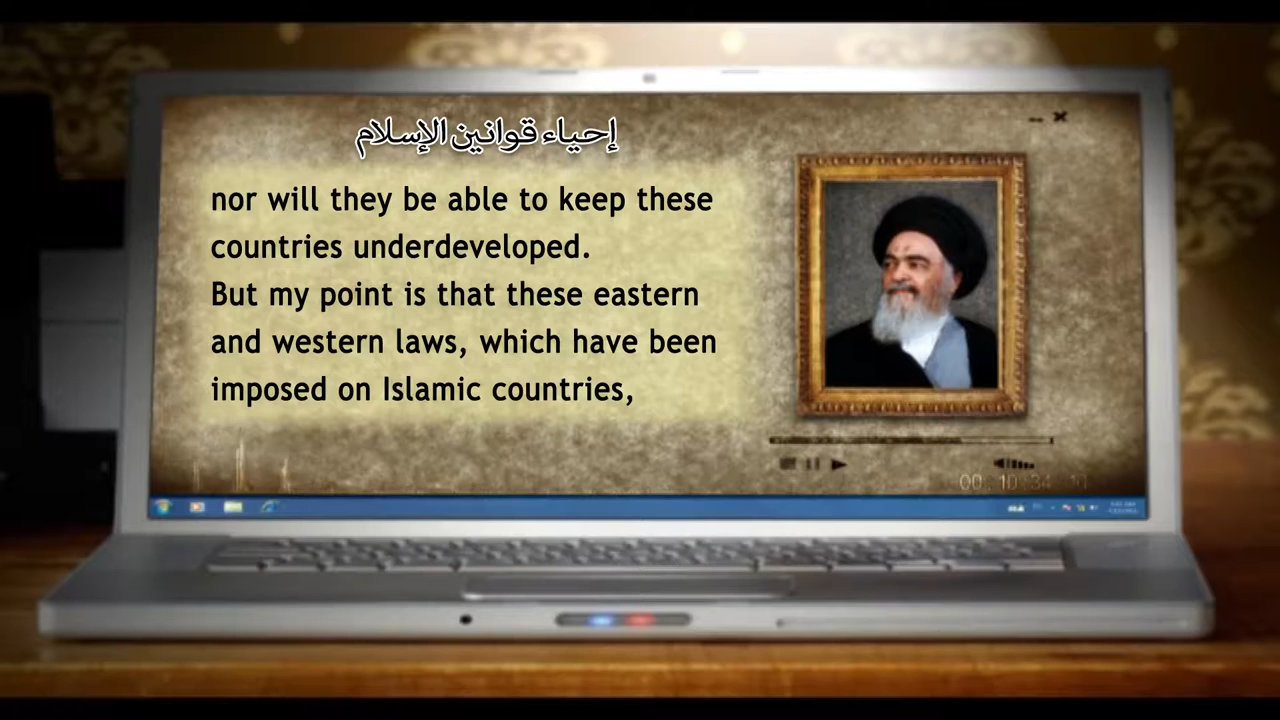 إحياء قوانين الإسلام
nor will they be able to keep these
countries underdeveloped.
But my point is that these eastern
and western laws, which have been
imposed on Islamic countries,